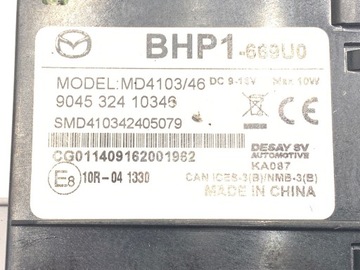 BHP1-669U0
MODEL:MD4103/46 DC 9-16V Max 10W
9045 324 10346
SMD410342405079
CG011409162001962
DESAY SV
AUTOMOTIVE
KA087
E8 10R-04 1330
CAN ICES-3(B)/NMB-3(B)
MADE IN CHINA